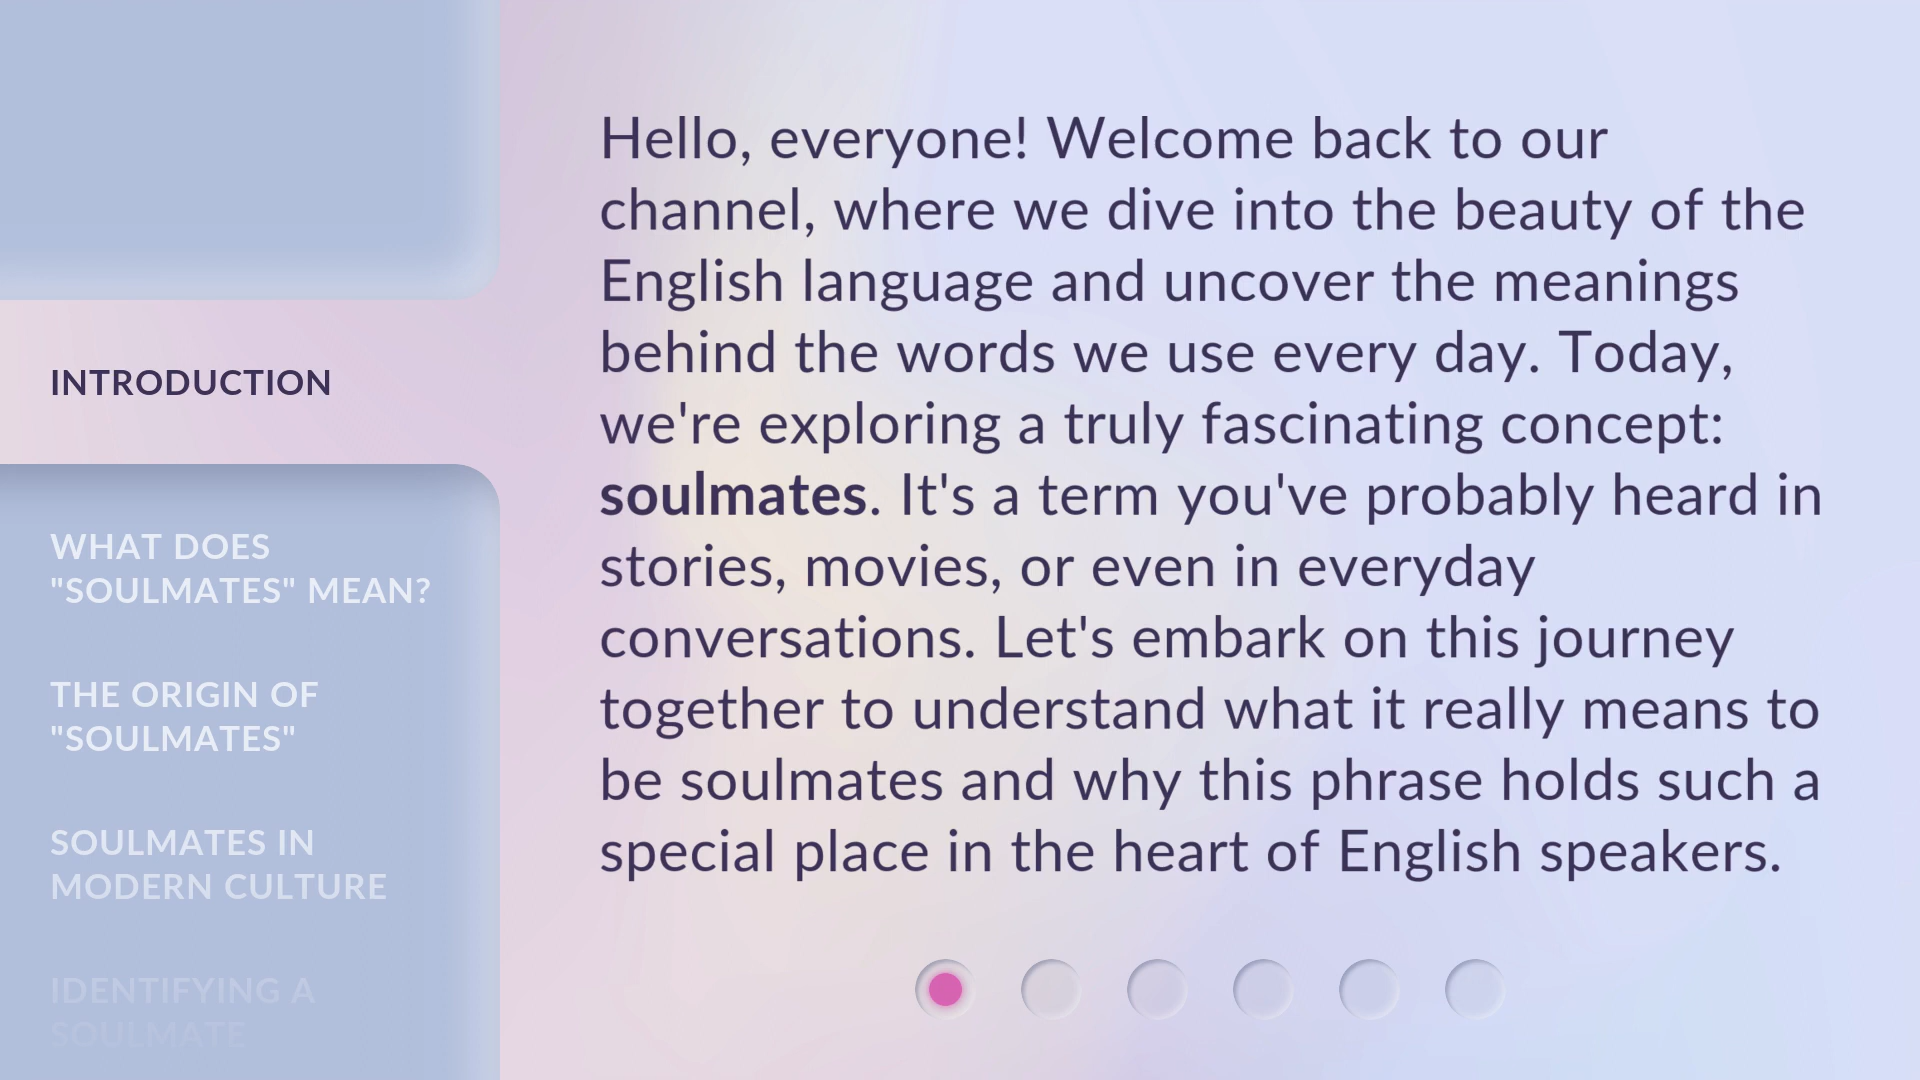 INTRODUCTION
WHAT DOES
"SOULMATES" MEAN?
THE ORIGIN OF
"SOULMATES"
SOULMATES IN
MODERN CULTURE
IDENTIFYING A
SOULMATE
Hello, everyone! Welcome back to our
channel, where we dive into the beauty of the
English language and uncover the meanings
behind the words we use every day. Today,
we're exploring a truly fascinating concept:
soulmates. It's a term you've probably heard in
stories, movies, or even in everyday
conversations. Let's embark on this journey
together to understand what it really means to
be soulmates and why this phrase holds such a
special place in the heart of English speakers.